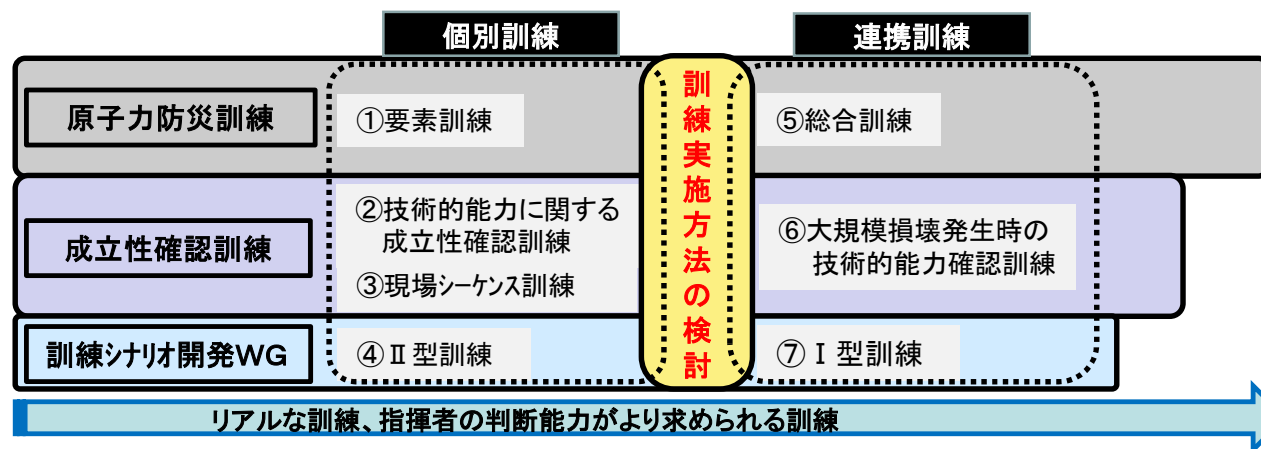 個別訓練
連携訓練
原子力防災訓練
①要素訓練
⑤総合訓練
訓練実施方法の検討
成立性確認訓練
②技術的能力に関する
成立性確認訓練
③現場ｼｰｹﾝｽ訓練
⑥大規模損壊発生時の
技術的能力確認訓練
訓練シナリオ開発WG
④Ⅱ型訓練
⑦Ⅰ型訓練
リアルな訓練、指揮者の判断能力がより求められる訓練